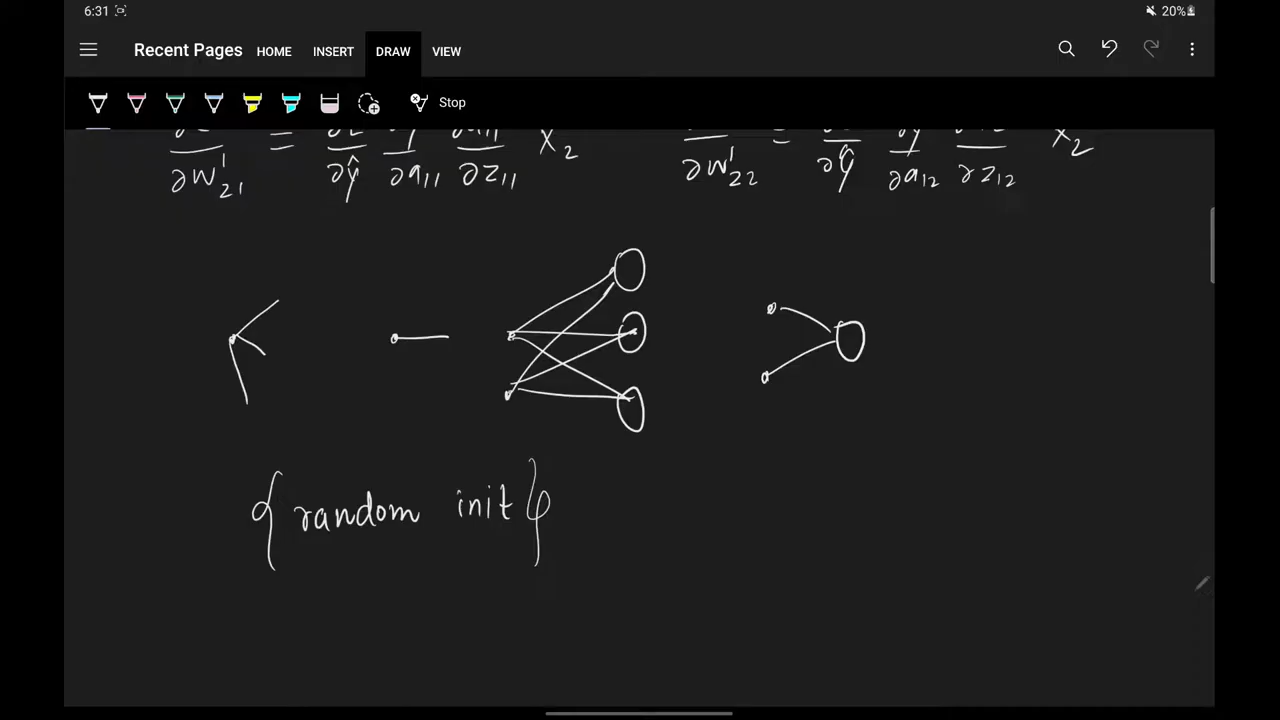 6:31 20%
Recent Pages HOME INSERT DRAW VIEW
Stop
∂w¹₂₁ = ∂ŷ ∂a₁₁ ∂z₁₁ x₂ ∂w¹₂₂ = ∂ŷ ∂a₁₂ ∂z₁₂ x₂
{ random init }